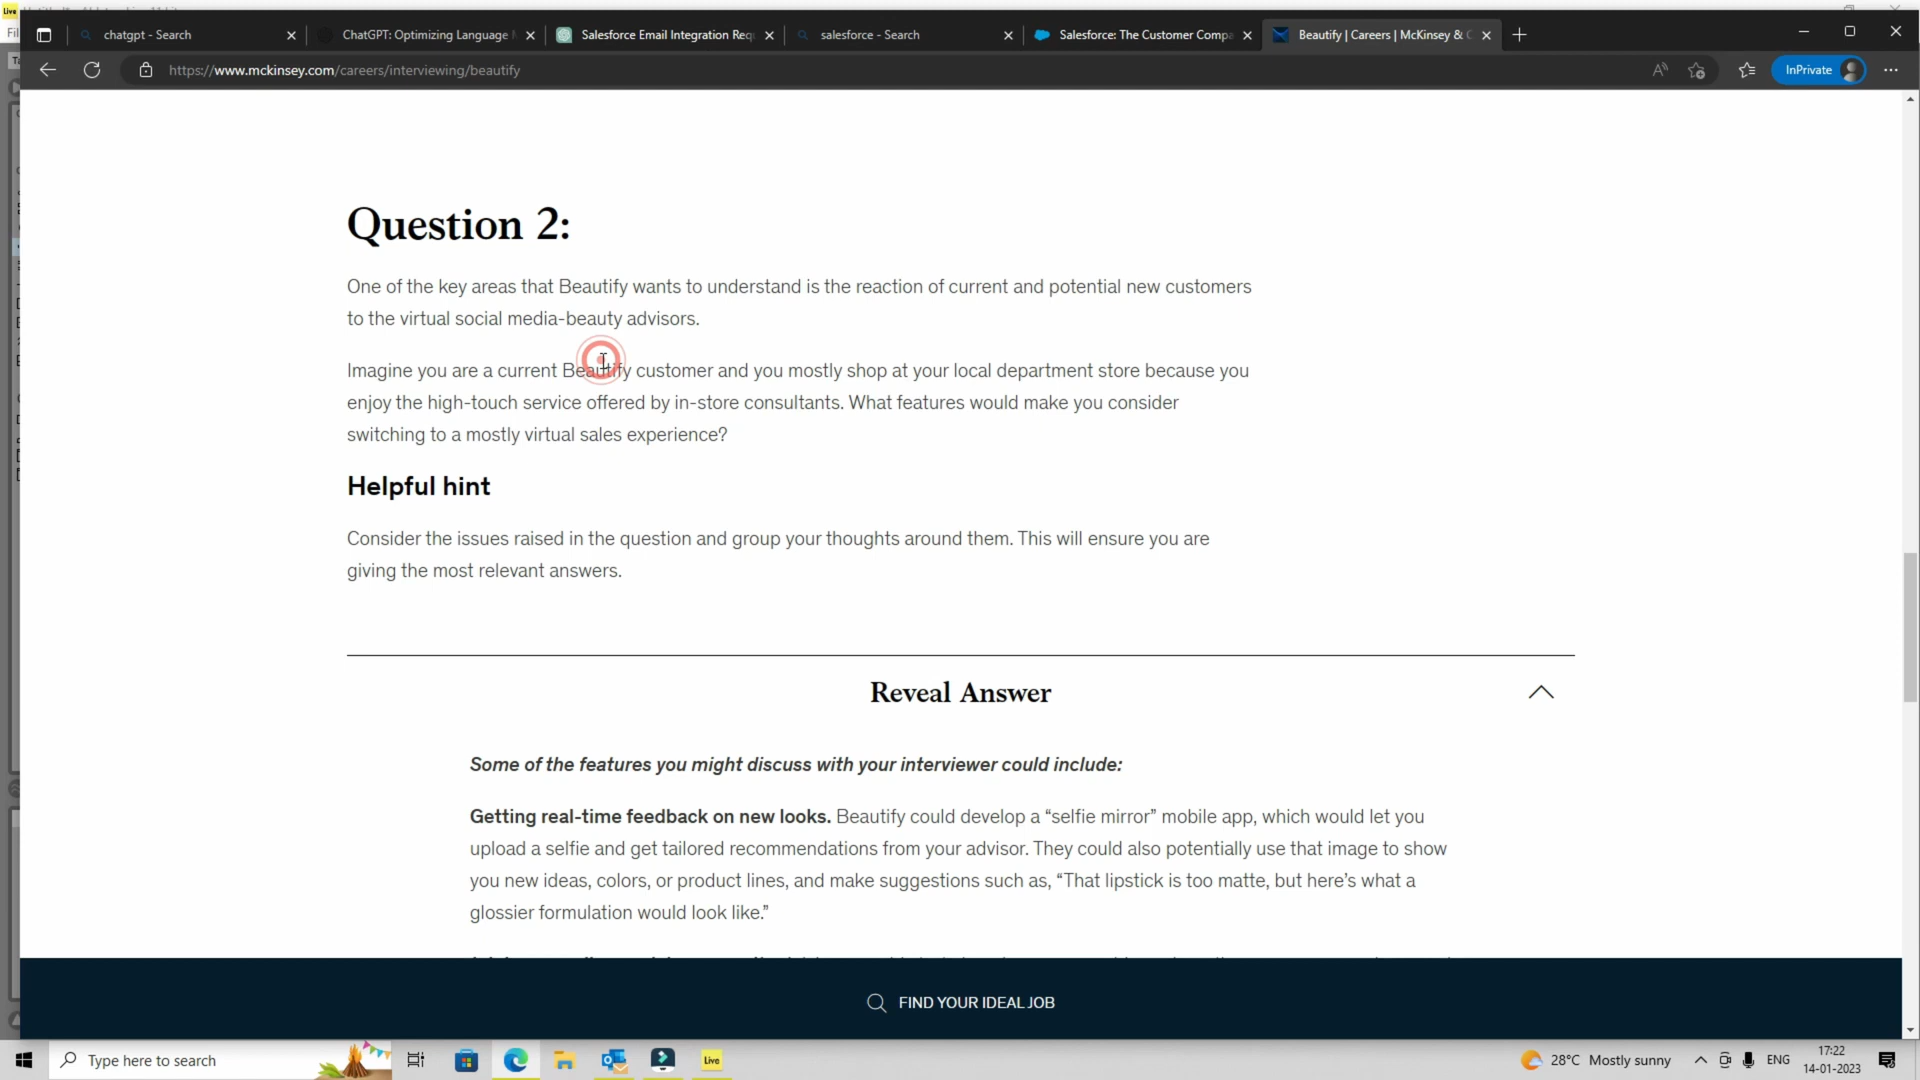 Live
chatgpt - Search
ChatGPT: Optimizing Language
Salesforce Email Integration Req
salesforce - Search
Salesforce: The Customer Compa
Beautify | Careers | McKinsey & C
https://www.mckinsey.com/careers/interviewing/beautify
InPrivate
Question 2:
One of the key areas that Beautify wants to understand is the reaction of current and potential new customers
to the virtual social media-beauty advisors.
Imagine you are a current Beautify customer and you mostly shop at your local department store because you
enjoy the high-touch service offered by in-store consultants. What features would make you consider
switching to a mostly virtual sales experience?
Helpful hint
Consider the issues raised in the question and group your thoughts around them. This will ensure you are
giving the most relevant answers.
Reveal Answer
Some of the features you might discuss with your interviewer could include:
Getting real-time feedback on new looks. Beautify could develop a “selfie mirror” mobile app, which would let you
upload a selfie and get tailored recommendations from your advisor. They could also potentially use that image to show
you new ideas, colors, or product lines, and make suggestions such as, “That lipstick is too matte, but here’s what a
glossier formulation would look like.”
FIND YOUR IDEAL JOB
Type here to search
Live
28°C Mostly sunny
ENG
17:22
14-01-2023